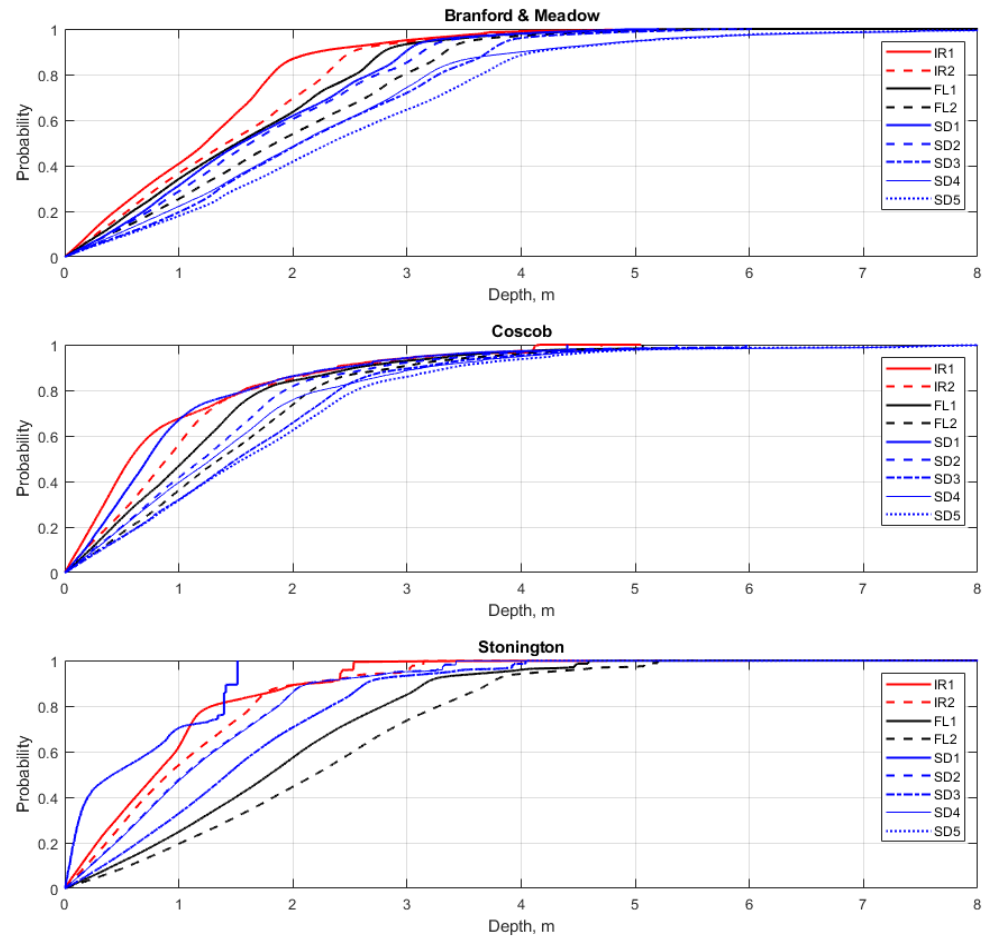 Branford & Meadow
1
0.8
0.6
0.4
0.2
0
Probability
0 1 2 3 4 5 6 7 8
Depth, m
IR1
IR2
FL1
FL2
SD1
SD2
SD3
SD4
SD5
Coscob
1
0.8
0.6
0.4
0.2
0
Probability
0 1 2 3 4 5 6 7 8
Depth, m
IR1
IR2
FL1
FL2
SD1
SD2
SD3
SD4
SD5
Stonington
1
0.8
0.6
0.4
0.2
0
Probability
0 1 2 3 4 5 6 7 8
Depth, m
IR1
IR2
FL1
FL2
SD1
SD2
SD3
SD4
SD5